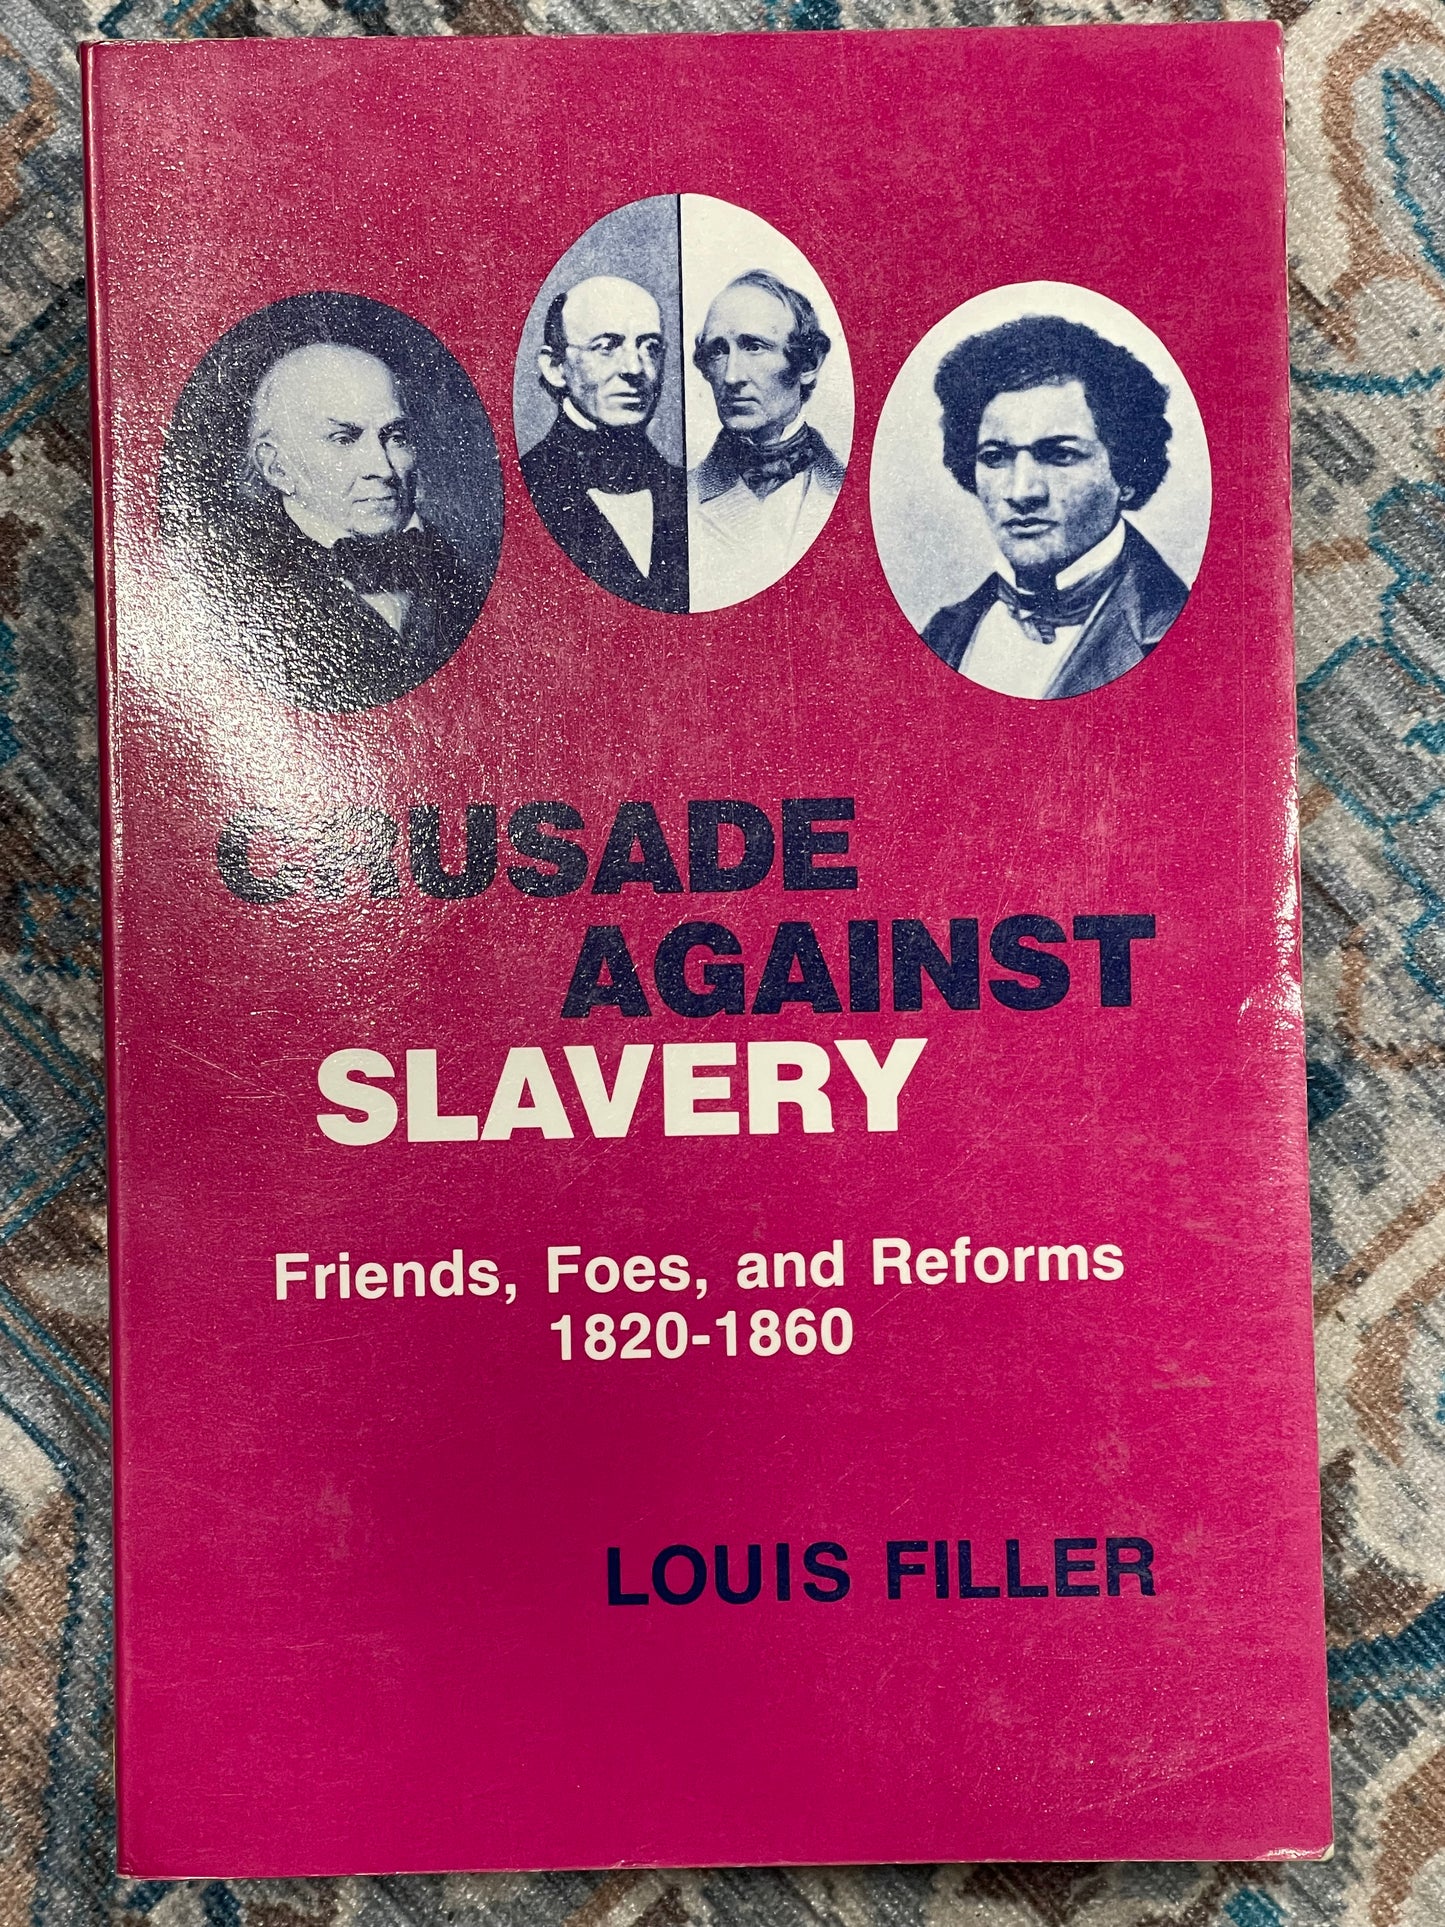 CRUSADE
AGAINST
SLAVERY
Friends, Foes, and Reforms
1820-1860
LOUIS FILLER